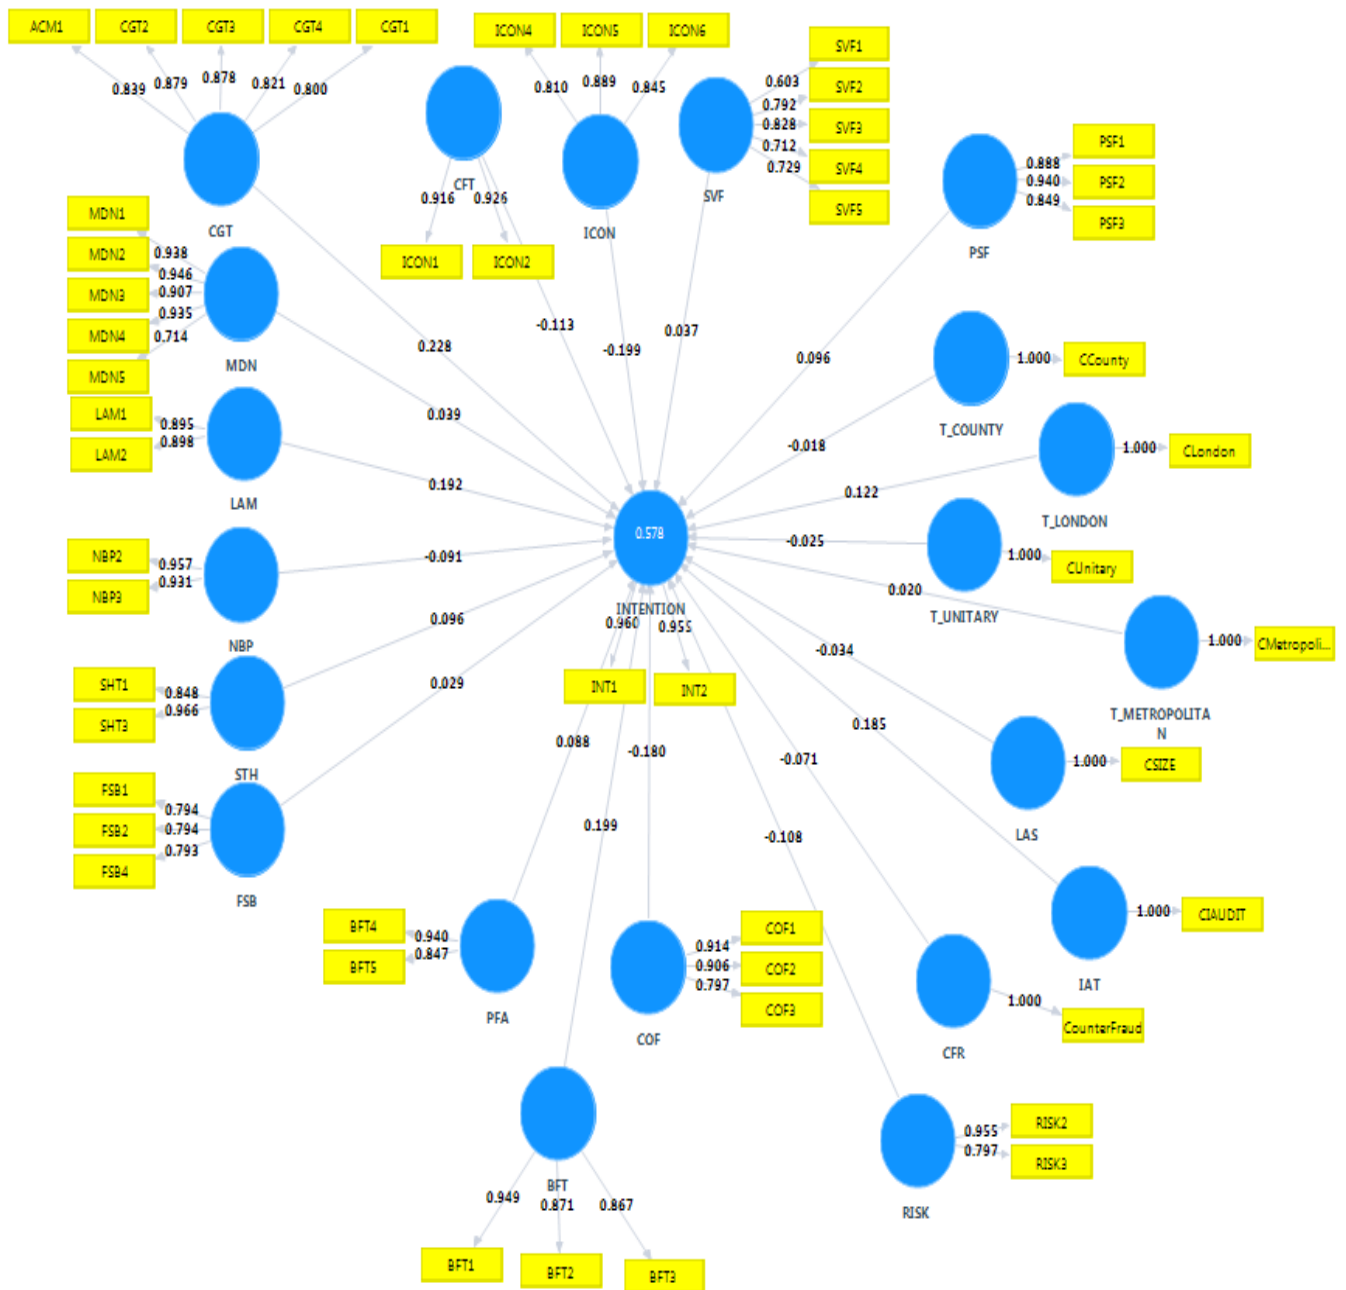 ACM1
CGT2
CGT3
CGT4
CGT1
0.839
0.879
0.878
0.821
0.800
CGT
ICON4
ICON5
ICON6
0.810
0.889
0.845
ICON
CFT
0.916
0.926
ICON1
ICON2
SVF1
SVF2
SVF3
SVF4
SVF5
0.603
0.792
0.828
0.712
0.729
SVF
PSF1
PSF2
PSF3
0.888
0.940
0.849
PSF
MDN1
MDN2
MDN3
MDN4
MDN5
0.938
0.946
0.907
0.935
0.714
MDN
LAM1
LAM2
0.895
0.898
LAM
NBP2
NBP3
0.957
0.931
NBP
SHT1
SHT3
0.848
0.966
STH
FSB1
FSB2
FSB4
0.794
0.794
0.793
FSB
0.228
0.039
0.192
-0.091
0.096
0.029
-0.113
-0.199
0.037
0.096
-0.018
0.122
-0.025
0.020
-0.034
0.185
-0.071
-0.108
-0.180
0.199
0.088
0.578
INTENTION
0.960
0.955
INT1
INT2
T_COUNTY
1.000
CCounty
T_LONDON
1.000
CLondon
T_UNITARY
1.000
CUnitary
T_METROPOLITA
N
1.000
CMetropoli...
LAS
1.000
CSIZE
IAT
1.000
CIAUDIT
CFR
1.000
CounterFraud
RISK
0.955
0.797
RISK2
RISK3
COF
0.914
0.906
0.797
COF1
COF2
COF3
PFA
BFT4
BFT5
0.940
0.847
BFT
0.949
0.871
0.867
BFT1
BFT2
BFT3